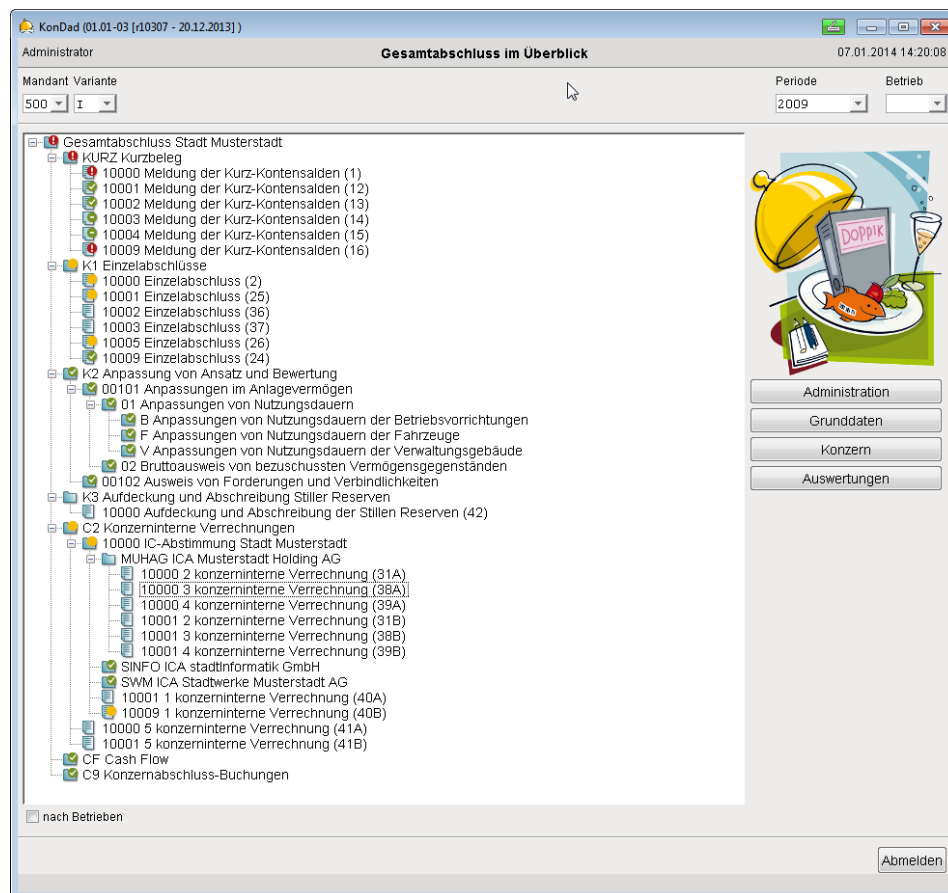 KonDad (01.01-03 [r10307 - 20.12.2013] )
Administrator
Gesamtabschluss im Überblick
07.01.2014 14:20:08
Mandant Variante
Periode
Betrieb
500
I
2009
Gesamtabschluss Stadt Musterstadt
KURZ Kurzbeleg
10000 Meldung der Kurz-Kontensalden (1)
10001 Meldung der Kurz-Kontensalden (12)
10002 Meldung der Kurz-Kontensalden (13)
10003 Meldung der Kurz-Kontensalden (14)
10004 Meldung der Kurz-Kontensalden (15)
10009 Meldung der Kurz-Kontensalden (16)
K1 Einzelabschlüsse
10000 Einzelabschluss (2)
10001 Einzelabschluss (25)
10002 Einzelabschluss (36)
10003 Einzelabschluss (37)
10005 Einzelabschluss (26)
10009 Einzelabschluss (24)
K2 Anpassung von Ansatz und Bewertung
00101 Anpassungen im Anlagevermögen
01 Anpassungen von Nutzungsdauern
B Anpassungen von Nutzungsdauern der Betriebsvorrichtungen
F Anpassungen von Nutzungsdauern der Fahrzeuge
V Anpassungen von Nutzungsdauern der Verwaltungsgebäude
02 Bruttoausweis von bezuschussten Vermögensgegenständen
00102 Ausweis von Forderungen und Verbindlichkeiten
K3 Aufdeckung und Abschreibung Stiller Reserven
10000 Aufdeckung und Abschreibung der Stillen Reserven (42)
C2 Konzerninterne Verrechnungen
10000 IC-Abstimmung Stadt Musterstadt
MUHAG ICA Musterstadt Holding AG
10000 2 konzerninterne Verrechnung (31A)
10000 3 konzerninterne Verrechnung (38A)
10000 4 konzerninterne Verrechnung (39A)
10001 2 konzerninterne Verrechnung (31B)
10001 3 konzerninterne Verrechnung (38B)
10001 4 konzerninterne Verrechnung (39B)
SINFO ICA stadtInformatik GmbH
SWM ICA Stadtwerke Musterstadt AG
10001 1 konzerninterne Verrechnung (40A)
10009 1 konzerninterne Verrechnung (40B)
10000 5 konzerninterne Verrechnung (41A)
10001 5 konzerninterne Verrechnung (41B)
CF Cash Flow
C9 Konzernabschluss-Buchungen
DOPPIK
Administration
Grunddaten
Konzern
Auswertungen
nach Betrieben
Abmelden